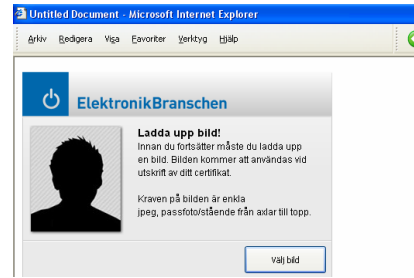 Untitled Document - Microsoft Internet Explorer
Arkiv Redigera Visa Favoriter Verktyg Hjälp
ElektronikBranschen
Ladda upp bild!
Innan du fortsätter måste du ladda upp
en bild. Bilden kommer att användas vid
utskrift av ditt certifikat.
Kraven på bilden är enkla
jpeg, passfoto/stående från axlar till topp.
Välj bild